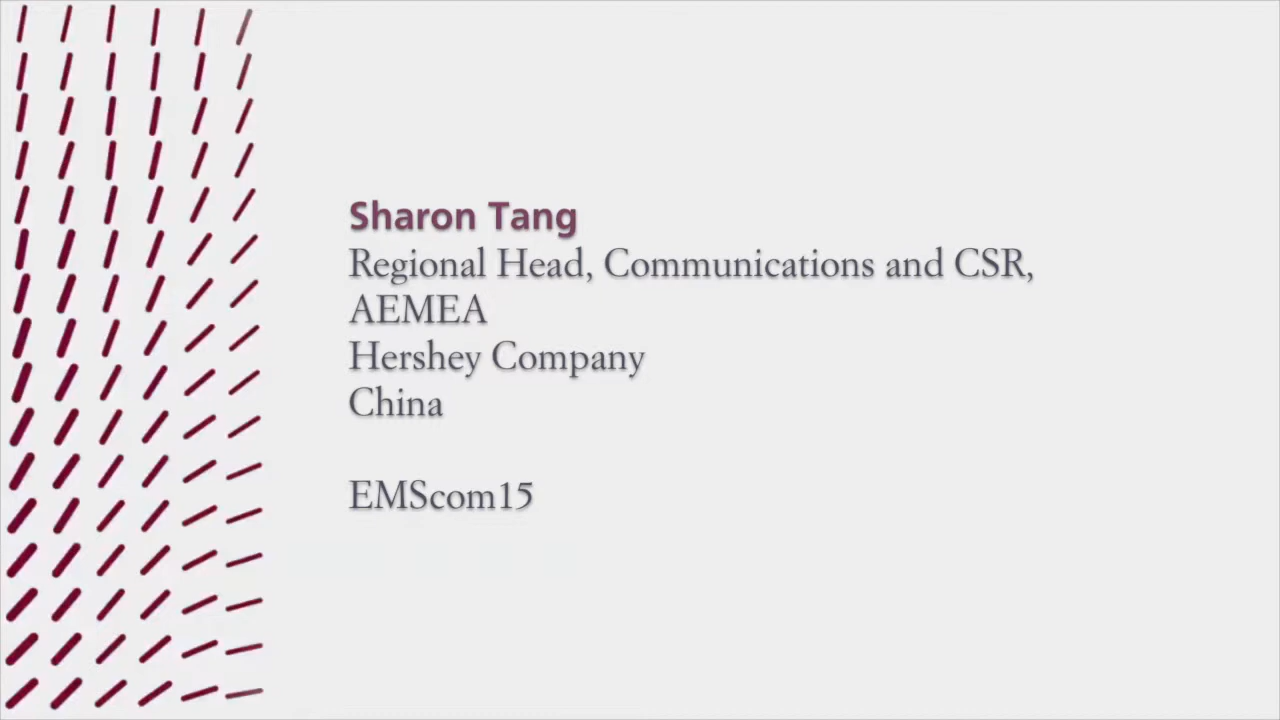 Sharon Tang
Regional Head, Communications and CSR,
AEMEA
Hershey Company
China
EMScom15